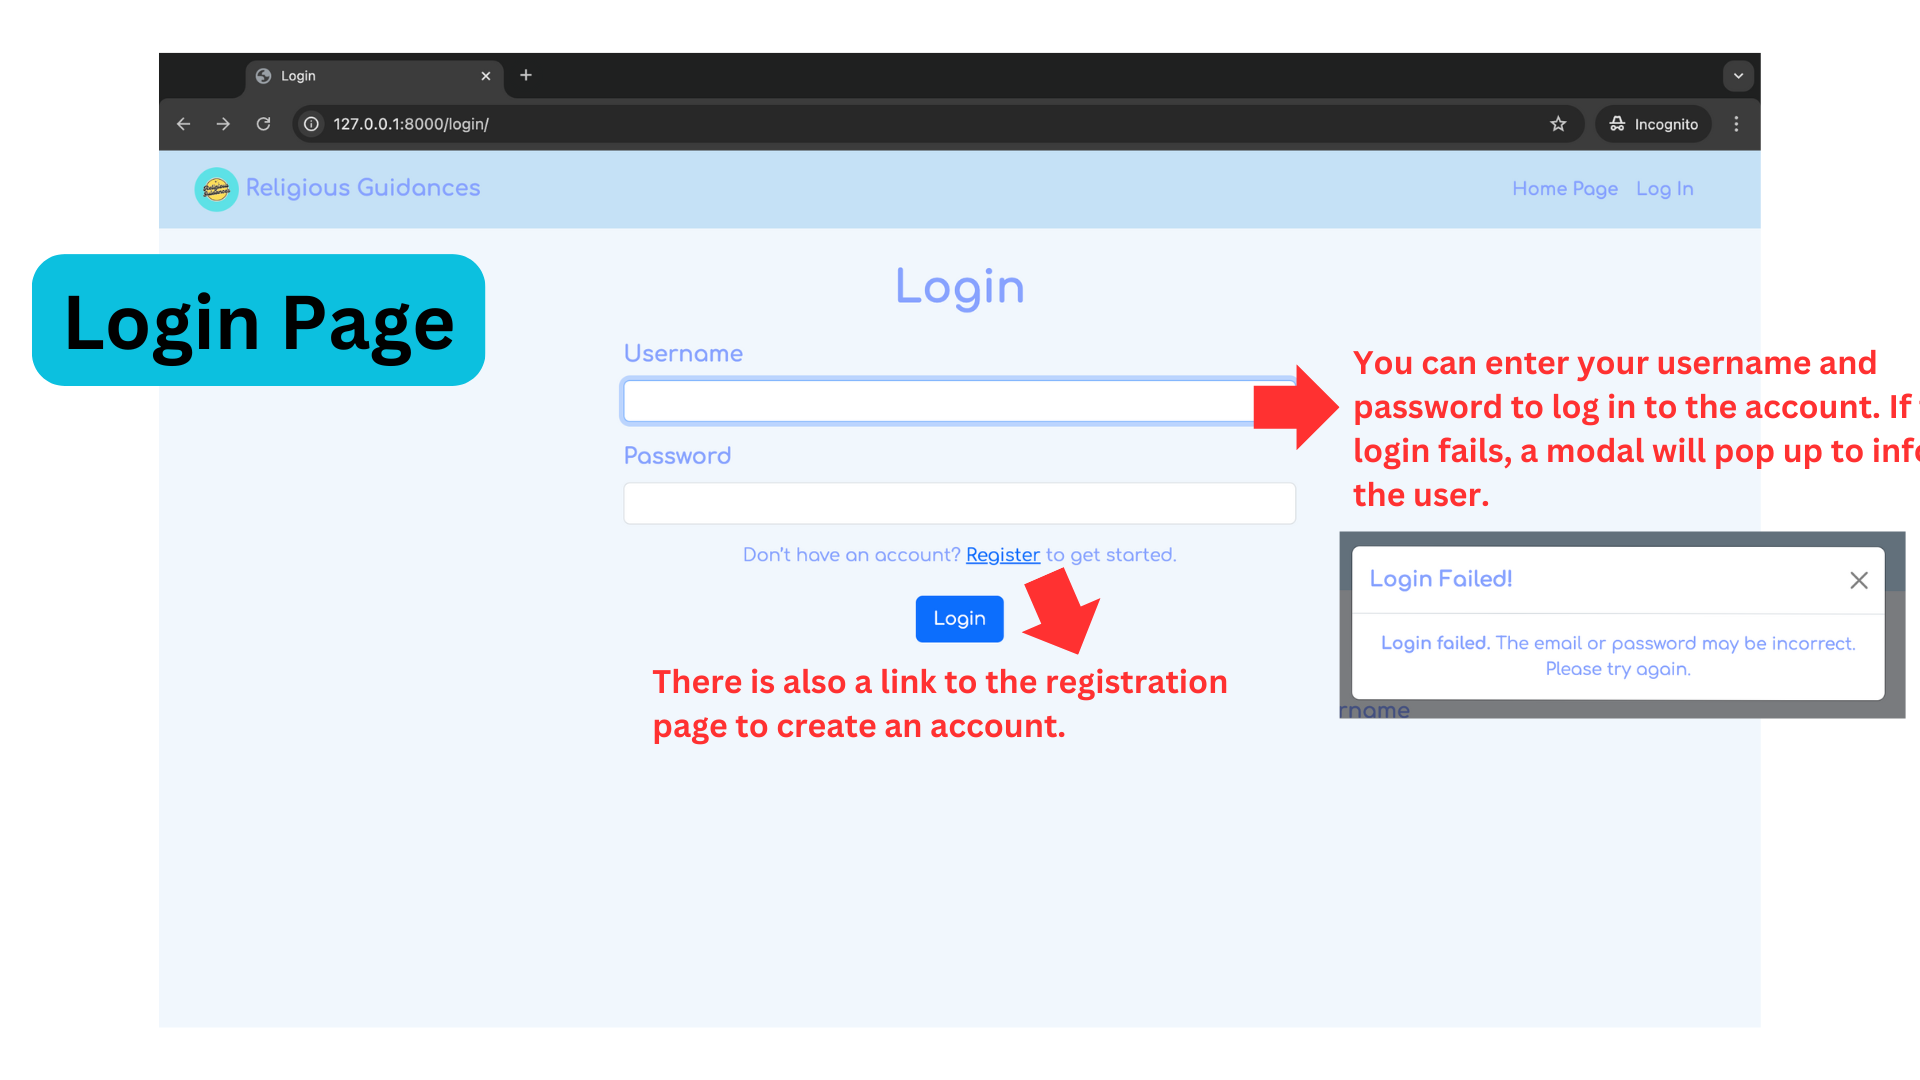 Login
127.0.0.1:8000/login/
Incognito
Religious Guidances
Religious Guidances
Home Page
Log In
Login Page
Login
Username
Password
Don't have an account? Register to get started.
Login
You can enter your username and
password to log in to the account. If
login fails, a modal will pop up to
the user.
There is also a link to the registration
page to create an account.
Login Failed!
Login failed. The email or password may be incorrect.
Please try again.
rname